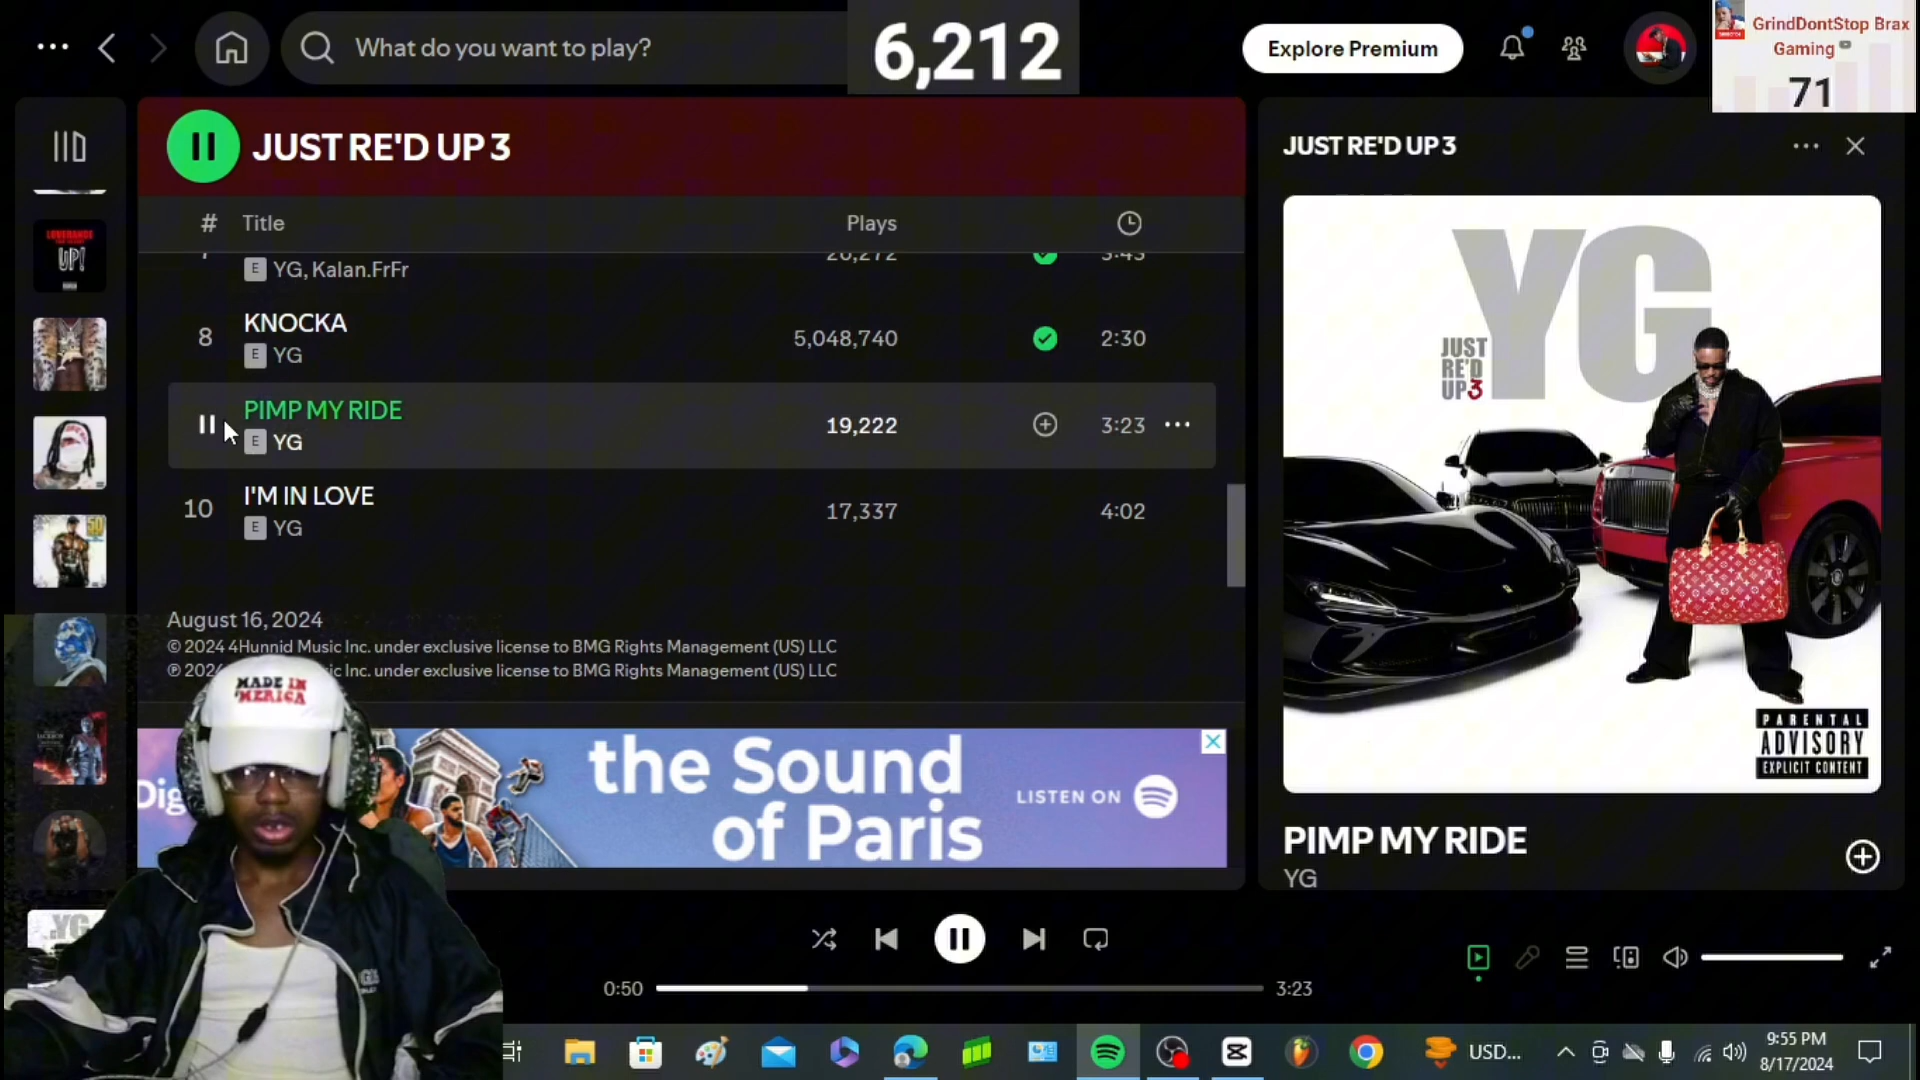 What do you want to play?
6,212
Explore Premium
GrindDontStop Brax
Gaming
71
JUST RE'D UP 3
# Title Plays
E YG, Kalan.FrFr
8 KNOCKA 5,048,740 2:30
E YG
PIMP MY RIDE 19,222 3:23
E YG
10 I'M IN LOVE 17,337 4:02
E YG
August 16, 2024
© 2024 4Hunnid Music Inc. under exclusive license to BMG Rights Management (US) LLC
℗ 2024 Inc. under exclusive license to BMG Rights Management (US) LLC
the Sound
of Paris
LISTEN ON
MADE IN
'MERICA
UP!
JUST RE'D UP 3
YG
JUST
RE'D
UP3
PARENTAL
ADVISORY
EXPLICIT CONTENT
PIMP MY RIDE
YG
0:50
3:23
USD...
9:55 PM
8/17/2024